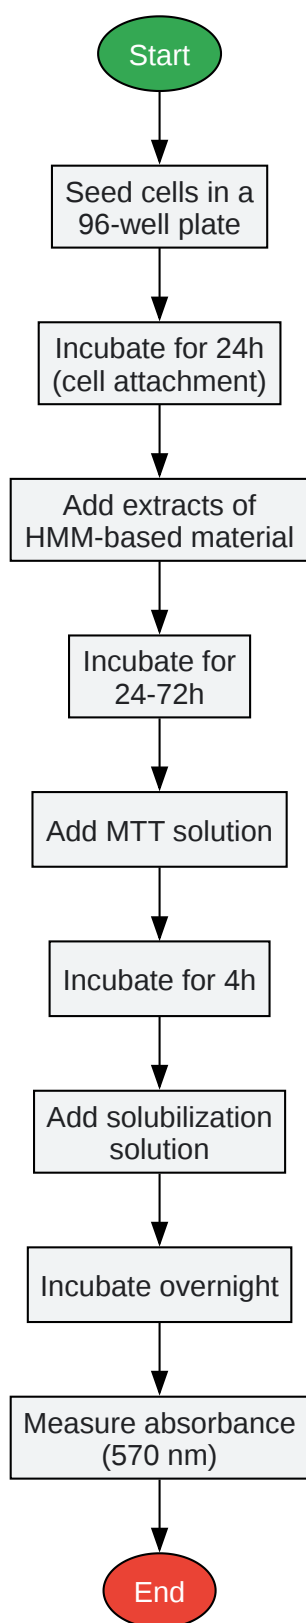 Start
Seed cells in a
96-well plate
Incubate for 24h
(cell attachment)
Add extracts of
HMM-based material
Incubate for
24-72h
Add MTT solution
Incubate for 4h
Add solubilization
solution
Incubate overnight
Measure absorbance
(570 nm)
End